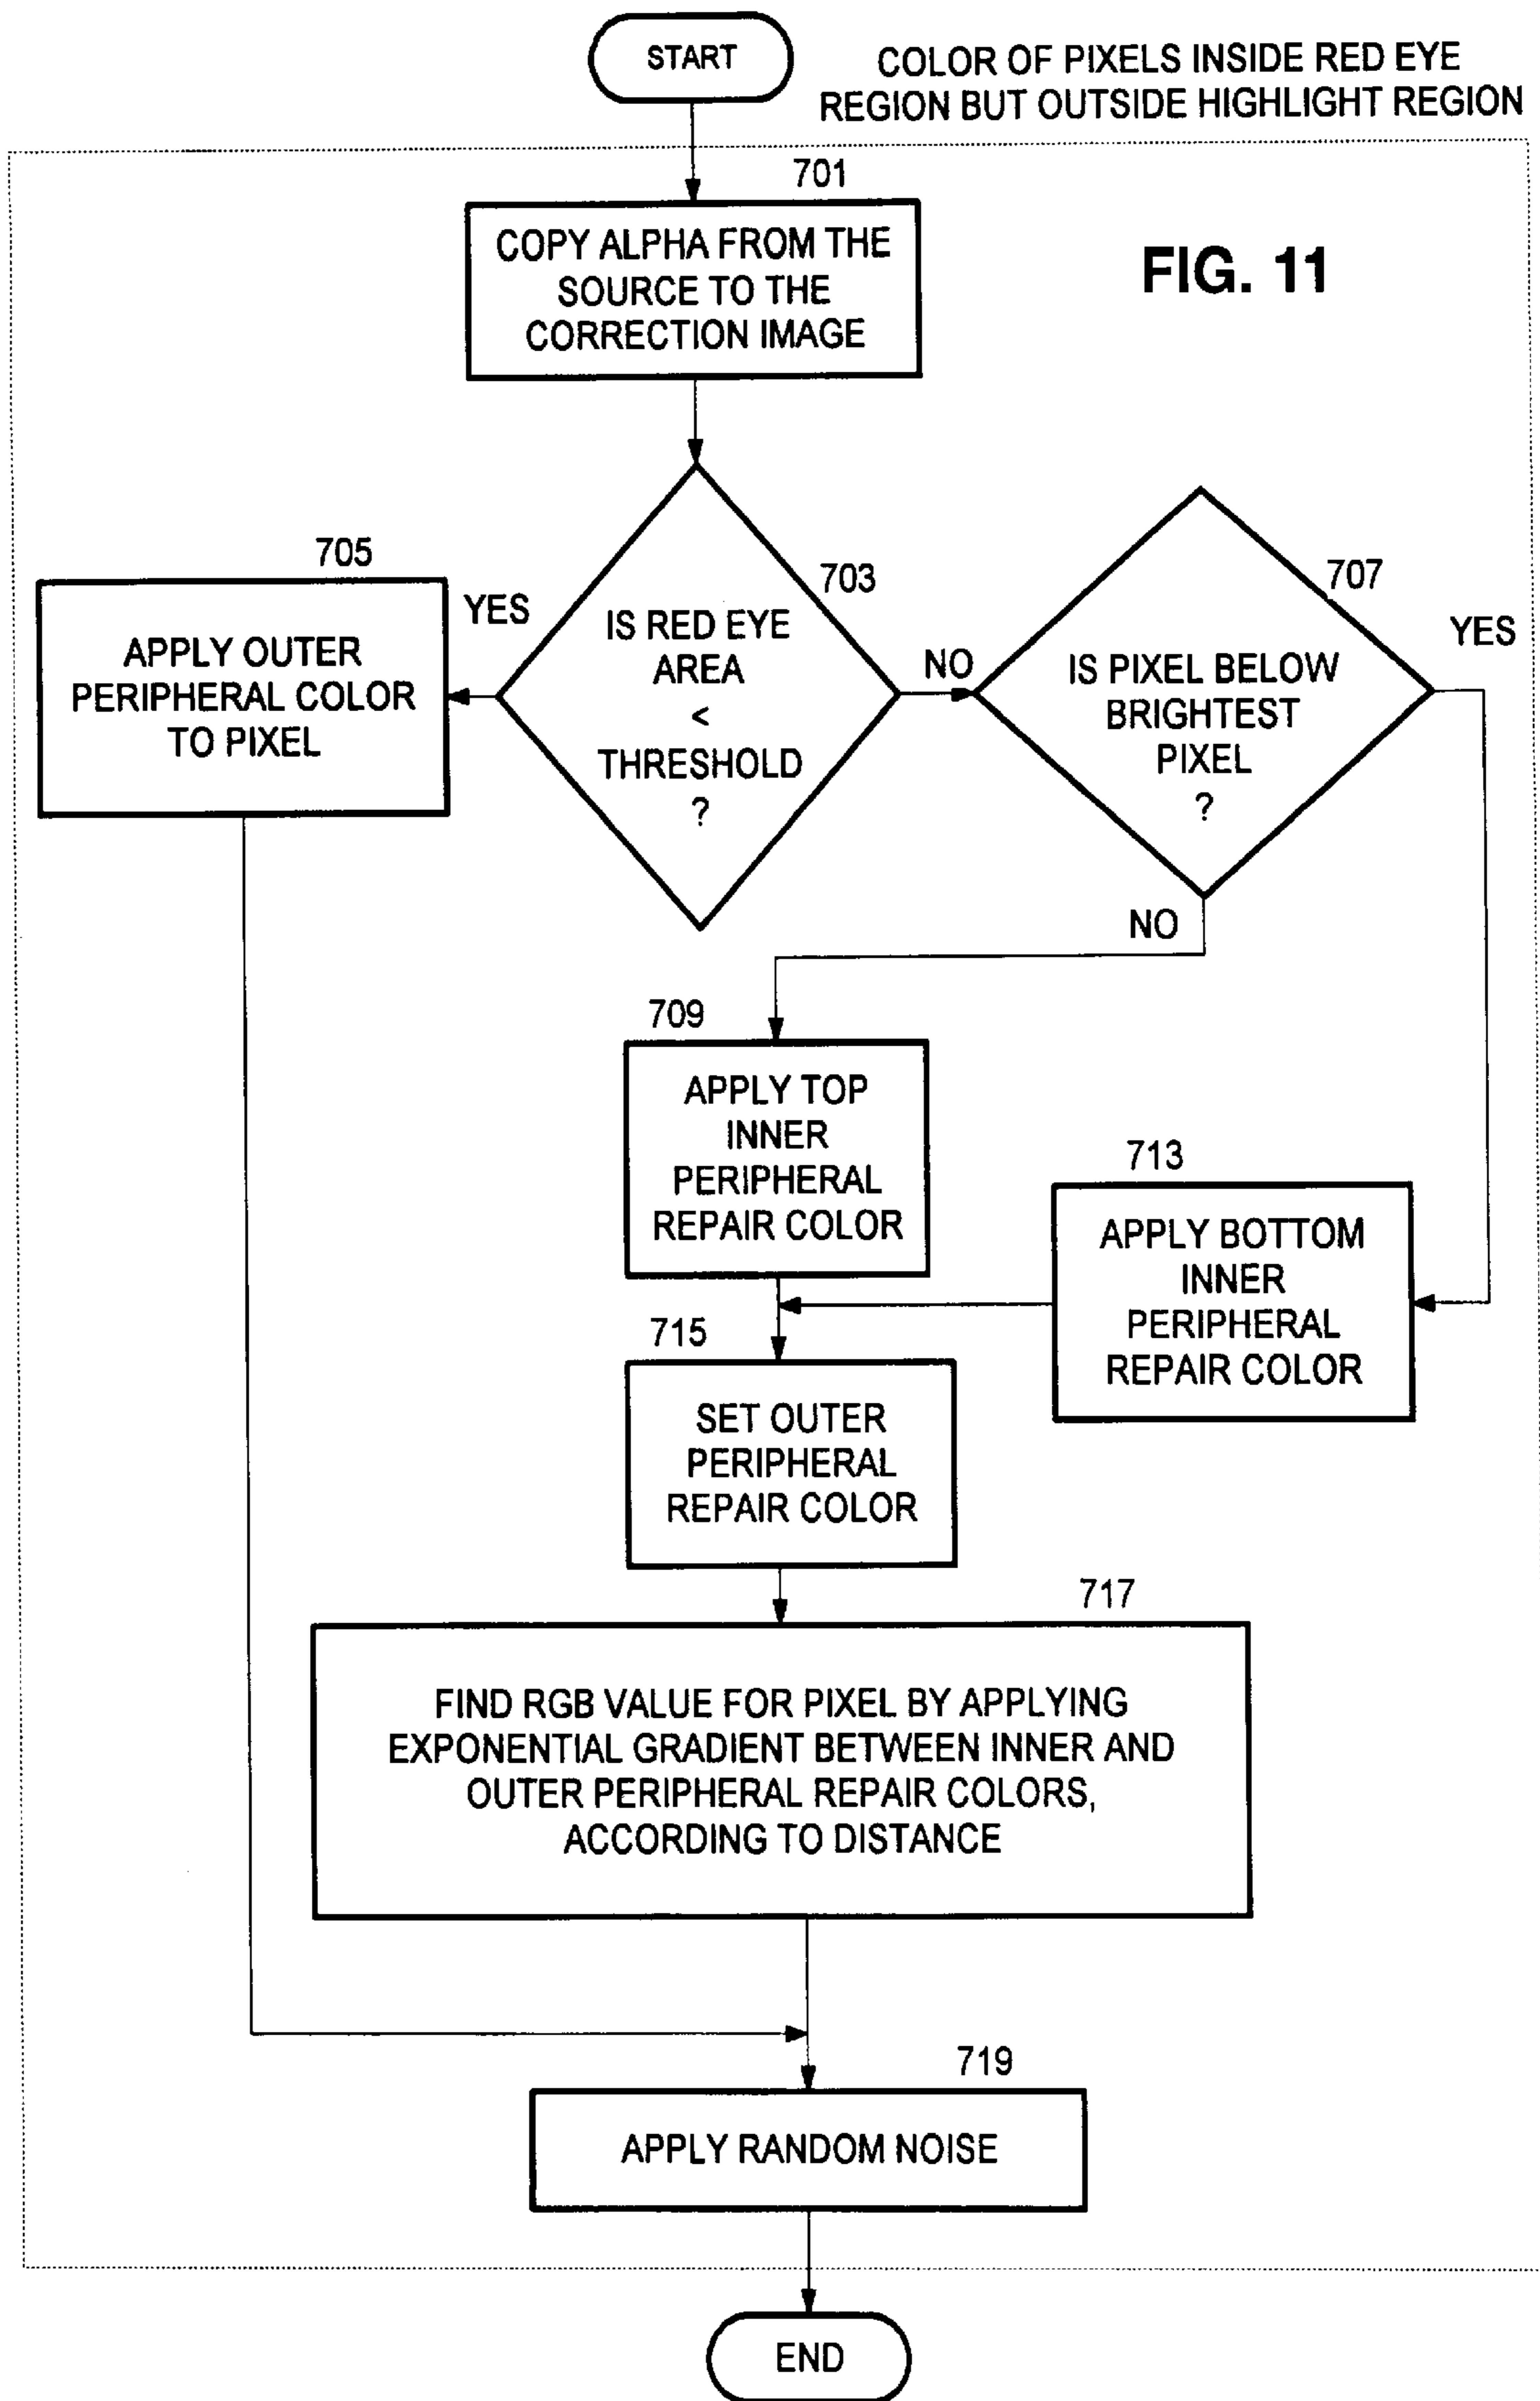 START
COLOR OF PIXELS INSIDE RED EYE
REGION BUT OUTSIDE HIGHLIGHT REGION
701
COPY ALPHA FROM THE
SOURCE TO THE
CORRECTION IMAGE
FIG. 11
705
APPLY OUTER
PERIPHERAL COLOR
TO PIXEL
YES
703
IS RED EYE
AREA
<
THRESHOLD
?
NO
707
IS PIXEL BELOW
BRIGHTEST
PIXEL
?
YES
NO
709
APPLY TOP
INNER
PERIPHERAL
REPAIR COLOR
713
APPLY BOTTOM
INNER
PERIPHERAL
REPAIR COLOR
715
SET OUTER
PERIPHERAL
REPAIR COLOR
717
FIND RGB VALUE FOR PIXEL BY APPLYING
EXPONENTIAL GRADIENT BETWEEN INNER AND
OUTER PERIPHERAL REPAIR COLORS,
ACCORDING TO DISTANCE
719
APPLY RANDOM NOISE
END